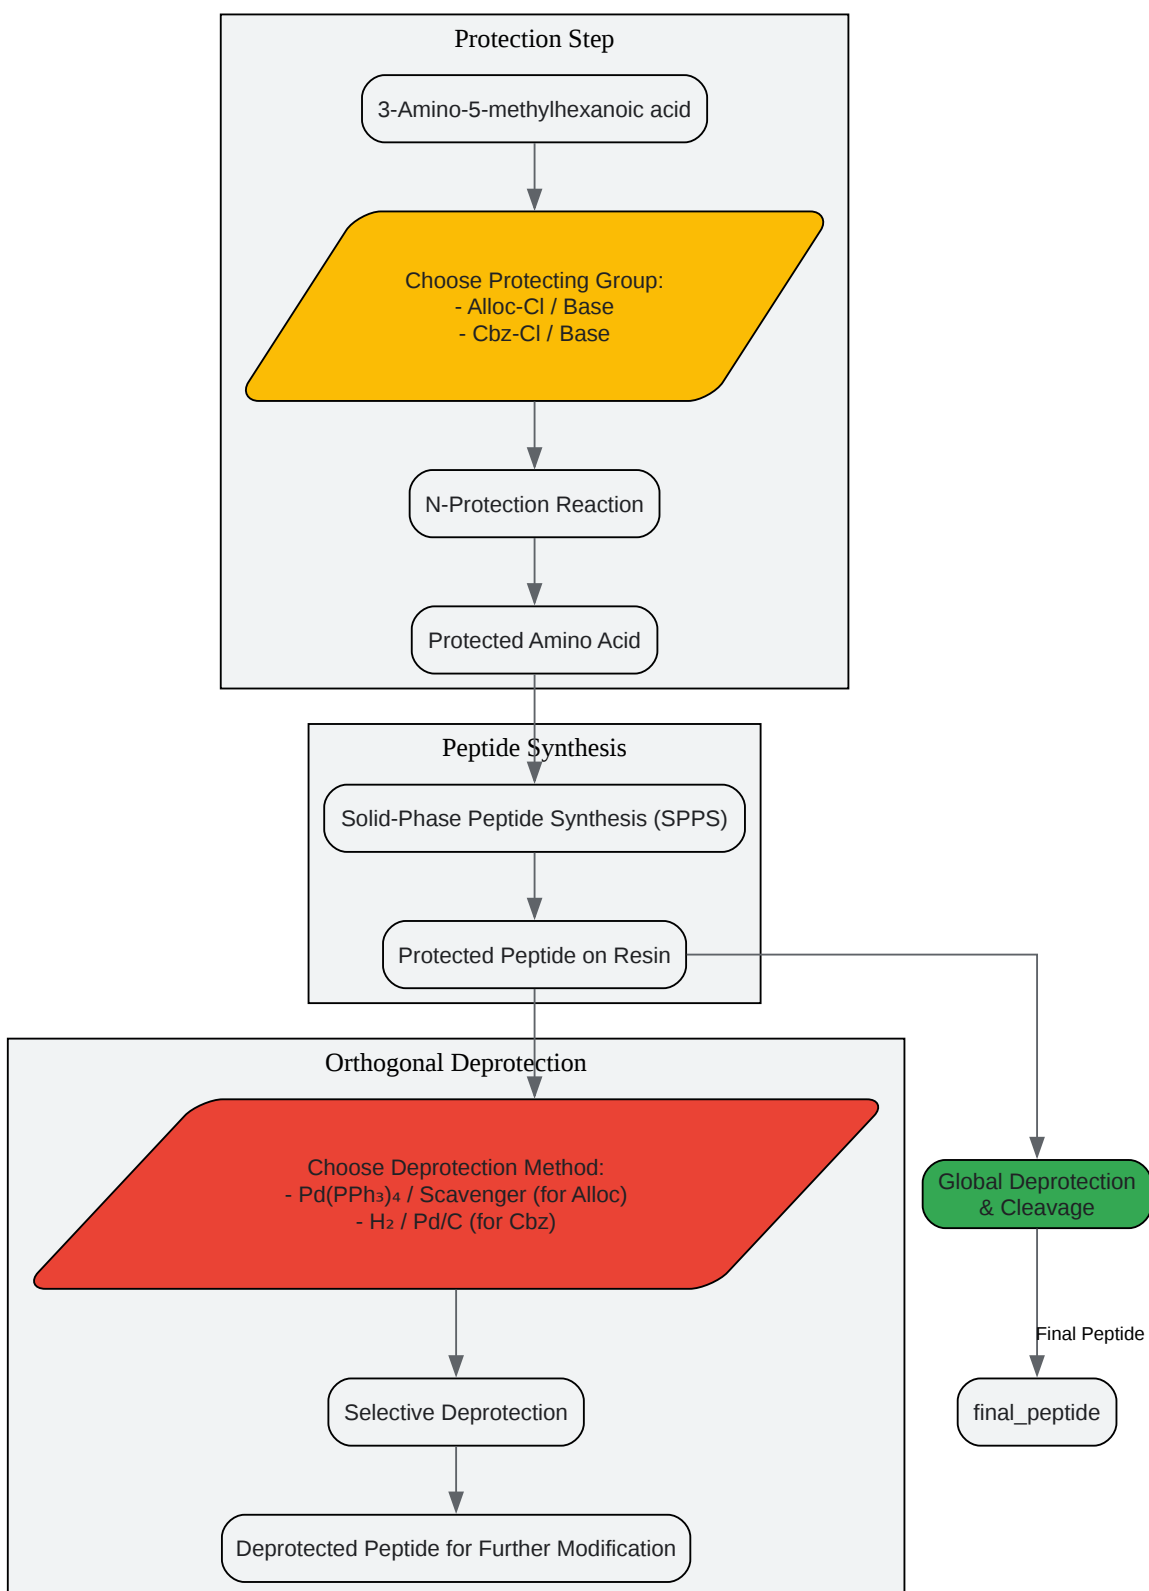 Protection Step
3-Amino-5-methylhexanoic acid
Choose Protecting Group:
- Alloc-Cl / Base
- Cbz-Cl / Base
N-Protection Reaction
Protected Amino Acid
Peptide Synthesis
Solid-Phase Peptide Synthesis (SPPS)
Protected Peptide on Resin
Orthogonal Deprotection
Choose Deprotection Method:
- Pd(PPh₃)₄ / Scavenger (for Alloc)
- H₂ / Pd/C (for Cbz)
Selective Deprotection
Deprotected Peptide for Further Modification
Global Deprotection
& Cleavage
Final Peptide
final_peptide